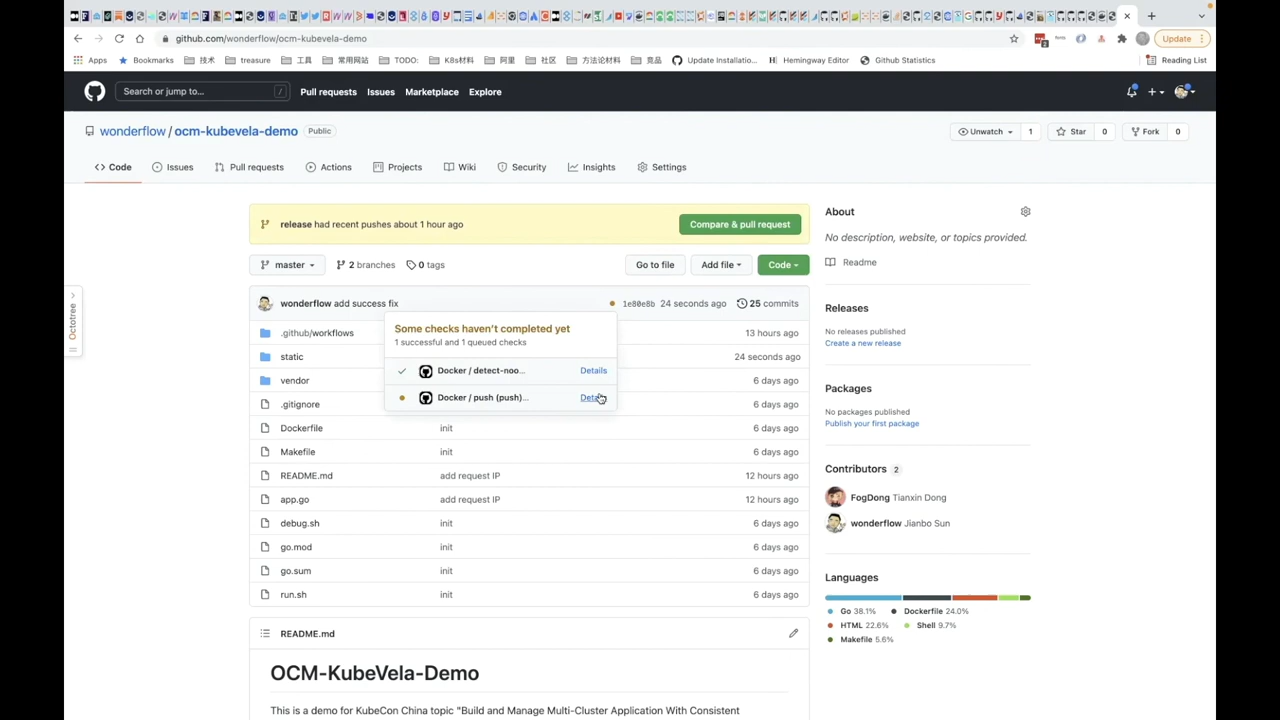 github.com/wonderflow/ocm-kubevela-demo
Update
Apps
Bookmarks
技术
treasure
工具
常用网站
TODO:
K8s材料
阿里
社区
方法论材料
竞品
Update Installatio...
Hemingway Editor
Github Statistics
Reading List
Search or jump to...
/
Pull requests
Issues
Marketplace
Explore
wonderflow / ocm-kubevela-demo
Public
Unwatch
1
Star
0
Fork
0
Code
Issues
Pull requests
Actions
Projects
Wiki
Security
Insights
Settings
release had recent pushes about 1 hour ago
Compare & pull request
master
2 branches
0 tags
Go to file
Add file
Code
wonderflow add success fix
1e80e8b
24 seconds ago
25 commits
Some checks haven't completed yet
1 successful and 1 queued checks
Docker / detect-noo...
Details
Docker / push (push)...
Details
.github/workflows
13 hours ago
static
24 seconds ago
vendor
6 days ago
.gitignore
6 days ago
Dockerfile
init
6 days ago
Makefile
init
6 days ago
README.md
add request IP
12 hours ago
app.go
add request IP
12 hours ago
debug.sh
init
6 days ago
go.mod
init
6 days ago
go.sum
init
6 days ago
run.sh
init
6 days ago
README.md
OCM-KubeVela-Demo
This is a demo for KubeCon China topic "Build and Manage Multi-Cluster Application With Consistent
About
No description, website, or topics provided.
Readme
Releases
No releases published
Create a new release
Packages
No packages published
Publish your first package
Contributors 2
FogDong Tianxin Dong
wonderflow Jianbo Sun
Languages
Go 38.1%
Dockerfile 24.0%
HTML 22.6%
Shell 9.7%
Makefile 5.6%
Octotree